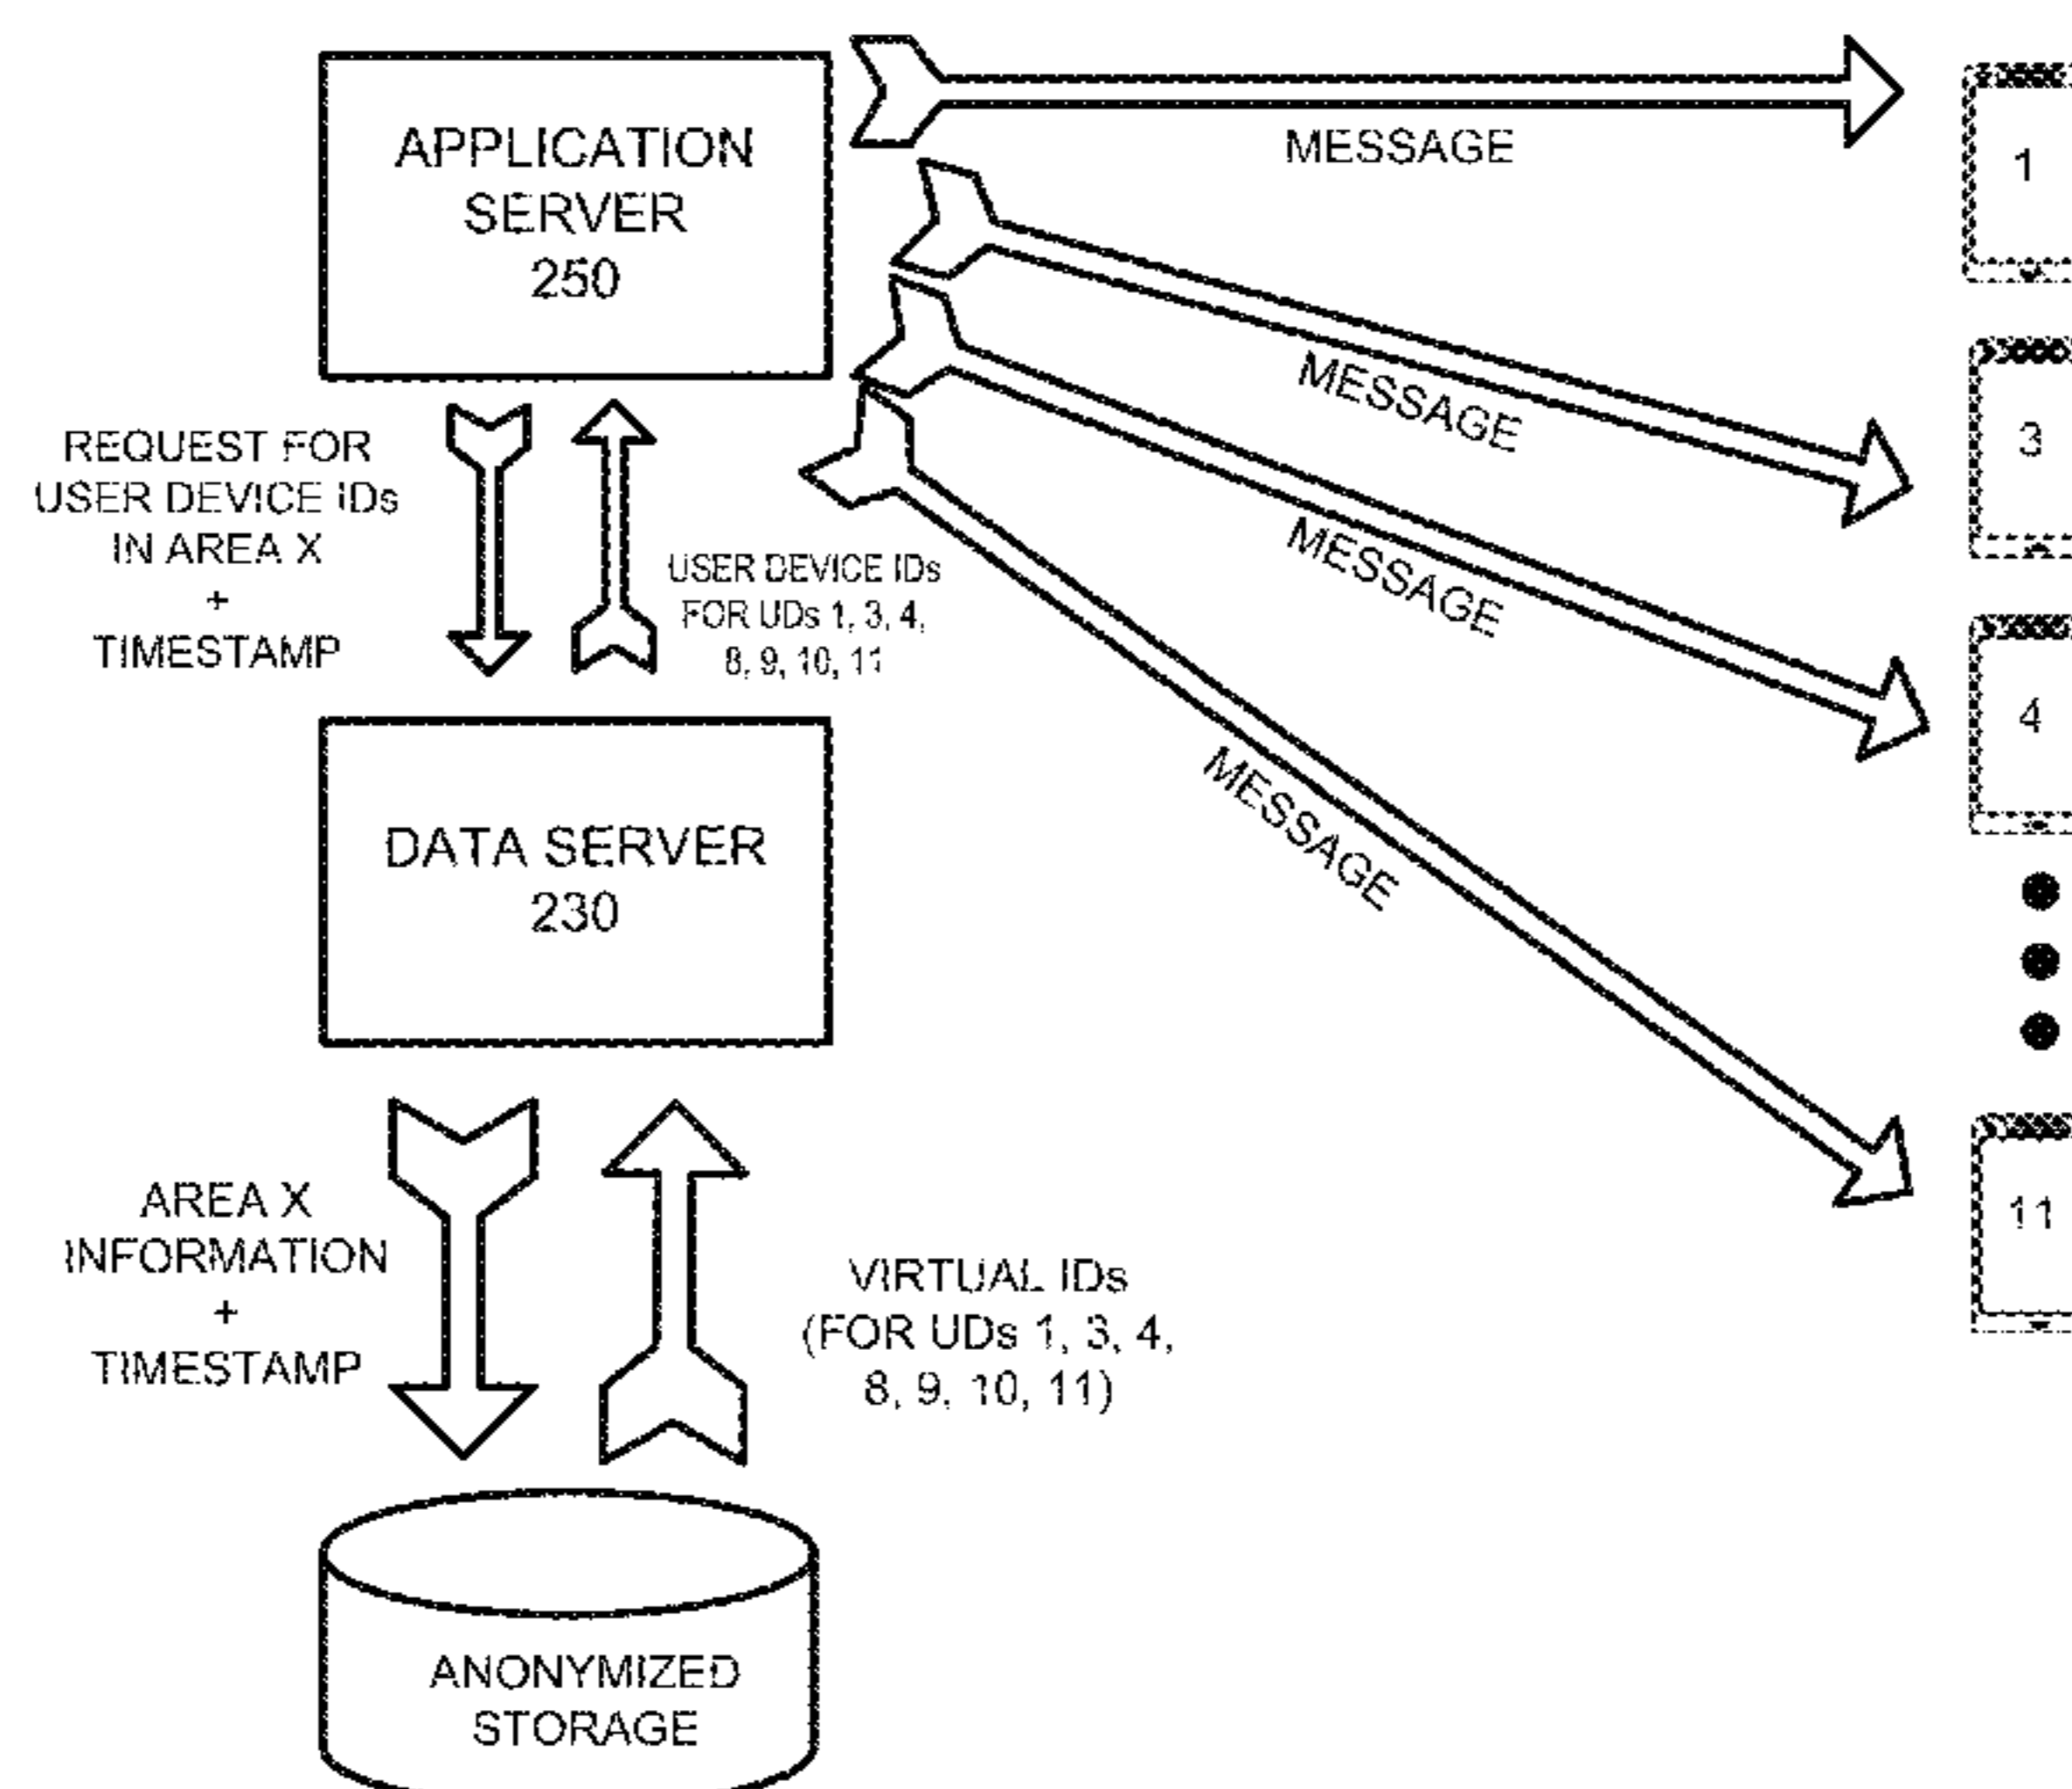 APPLICATION
SERVER
250
MESSAGE
1
REQUEST FOR
USER DEVICE IDs
IN AREA X
+
TIMESTAMP
USER DEVICE IDs
FOR UDs 1, 3, 4,
8, 9, 10, 11
MESSAGE
3
MESSAGE
4
MESSAGE
11
DATA SERVER
230
AREA X
INFORMATION
+
TIMESTAMP
VIRTUAL IDs
(FOR UDs 1, 3, 4,
8, 9, 10, 11)
ANONYMIZED
STORAGE